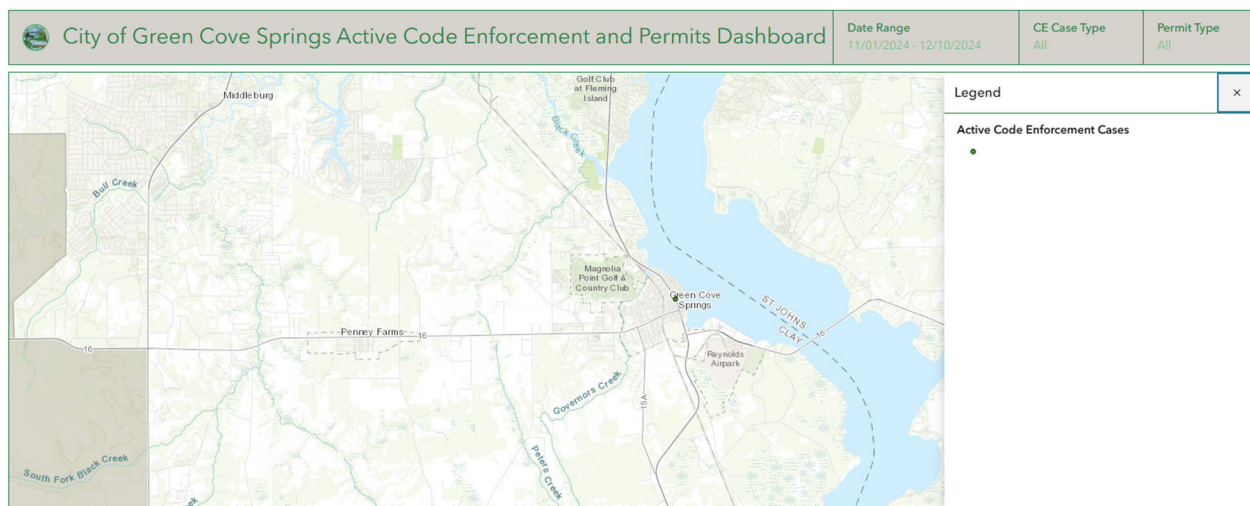 City of Green Cove Springs Active Code Enforcement and Permits Dashboard
Date Range
11/01/2024 - 12/10/2024
CE Case Type
All
Permit Type
All
Legend
×
Active Code Enforcement Cases
Middleburg
Golf Club
at Fleming
Island
Black Creek
Bull Creek
Magnolia
Point Golf &
Country Club
Green Cove
Springs
ST JOHNS
CLAY
16
Penney Farms
16
16
Reynolds
Airpark
Governors Creek
15A
Peters Creek
South Fork Black Creek